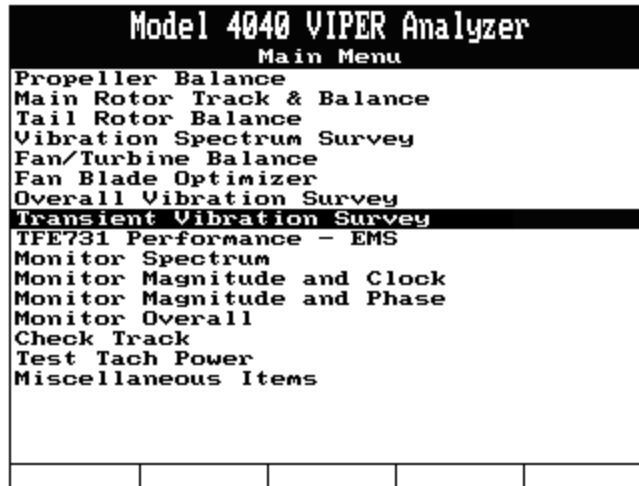 Model 4040 VIPER Analyzer
Main Menu
Propeller Balance
Main Rotor Track & Balance
Tail Rotor Balance
Vibration Spectrum Survey
Fan/Turbine Balance
Fan Blade Optimizer
Overall Vibration Survey
Transient Vibration Survey
TFE731 Performance - EMS
Monitor Spectrum
Monitor Magnitude and Clock
Monitor Magnitude and Phase
Monitor Overall
Check Track
Test Tach Power
Miscellaneous Items